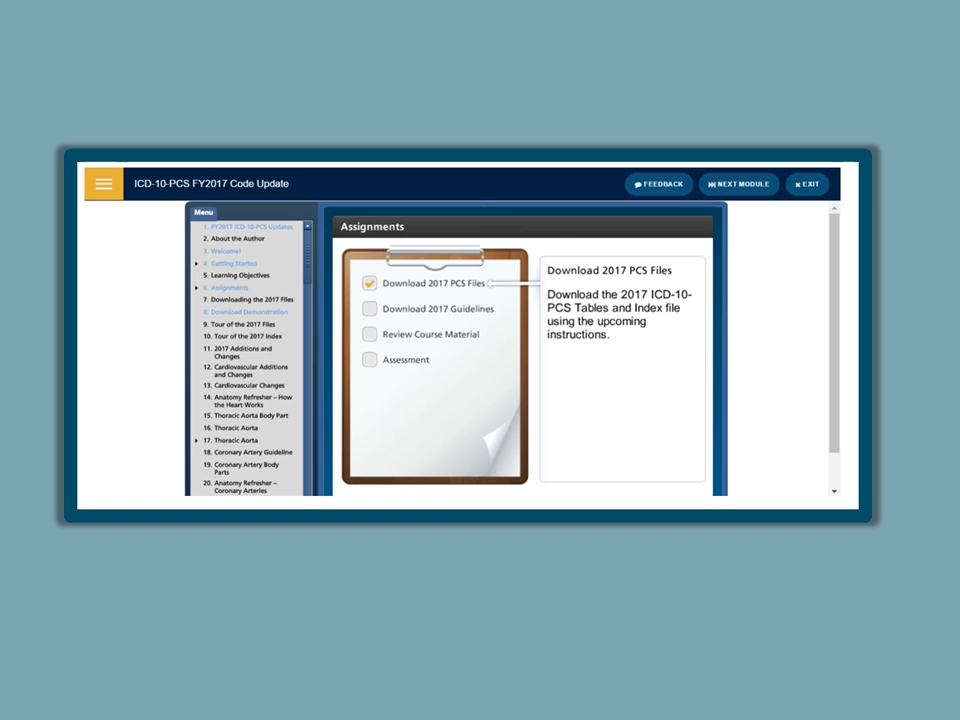 ICD-10-PCS FY2017 Code Update
FEEDBACK
NEXT MODULE
EXIT
Menu
1. FY2017 ICD-10-PCS Updates
2. About the Author
3. Welcome!
4. Getting Started
5. Learning Objectives
6. Assignments
7. Downloading the 2017 Files
8. Download Demonstration
9. Tour of the 2017 Files
10. Tour of the 2017 Index
11. 2017 Additions and
Changes
12. Cardiovascular Additions
and Changes
13. Cardiovascular Changes
14. Anatomy Refresher – How
the Heart Works
15. Thoracic Aorta Body Part
16. Thoracic Aorta
17. Thoracic Aorta
18. Coronary Artery Guideline
19. Coronary Artery Body
Parts
20. Anatomy Refresher –
Coronary Arteries
Assignments
Download 2017 PCS Files
Download 2017 Guidelines
Review Course Material
Assessment
Download 2017 PCS Files
Download the 2017 ICD-10-
PCS Tables and Index file
using the upcoming
instructions.